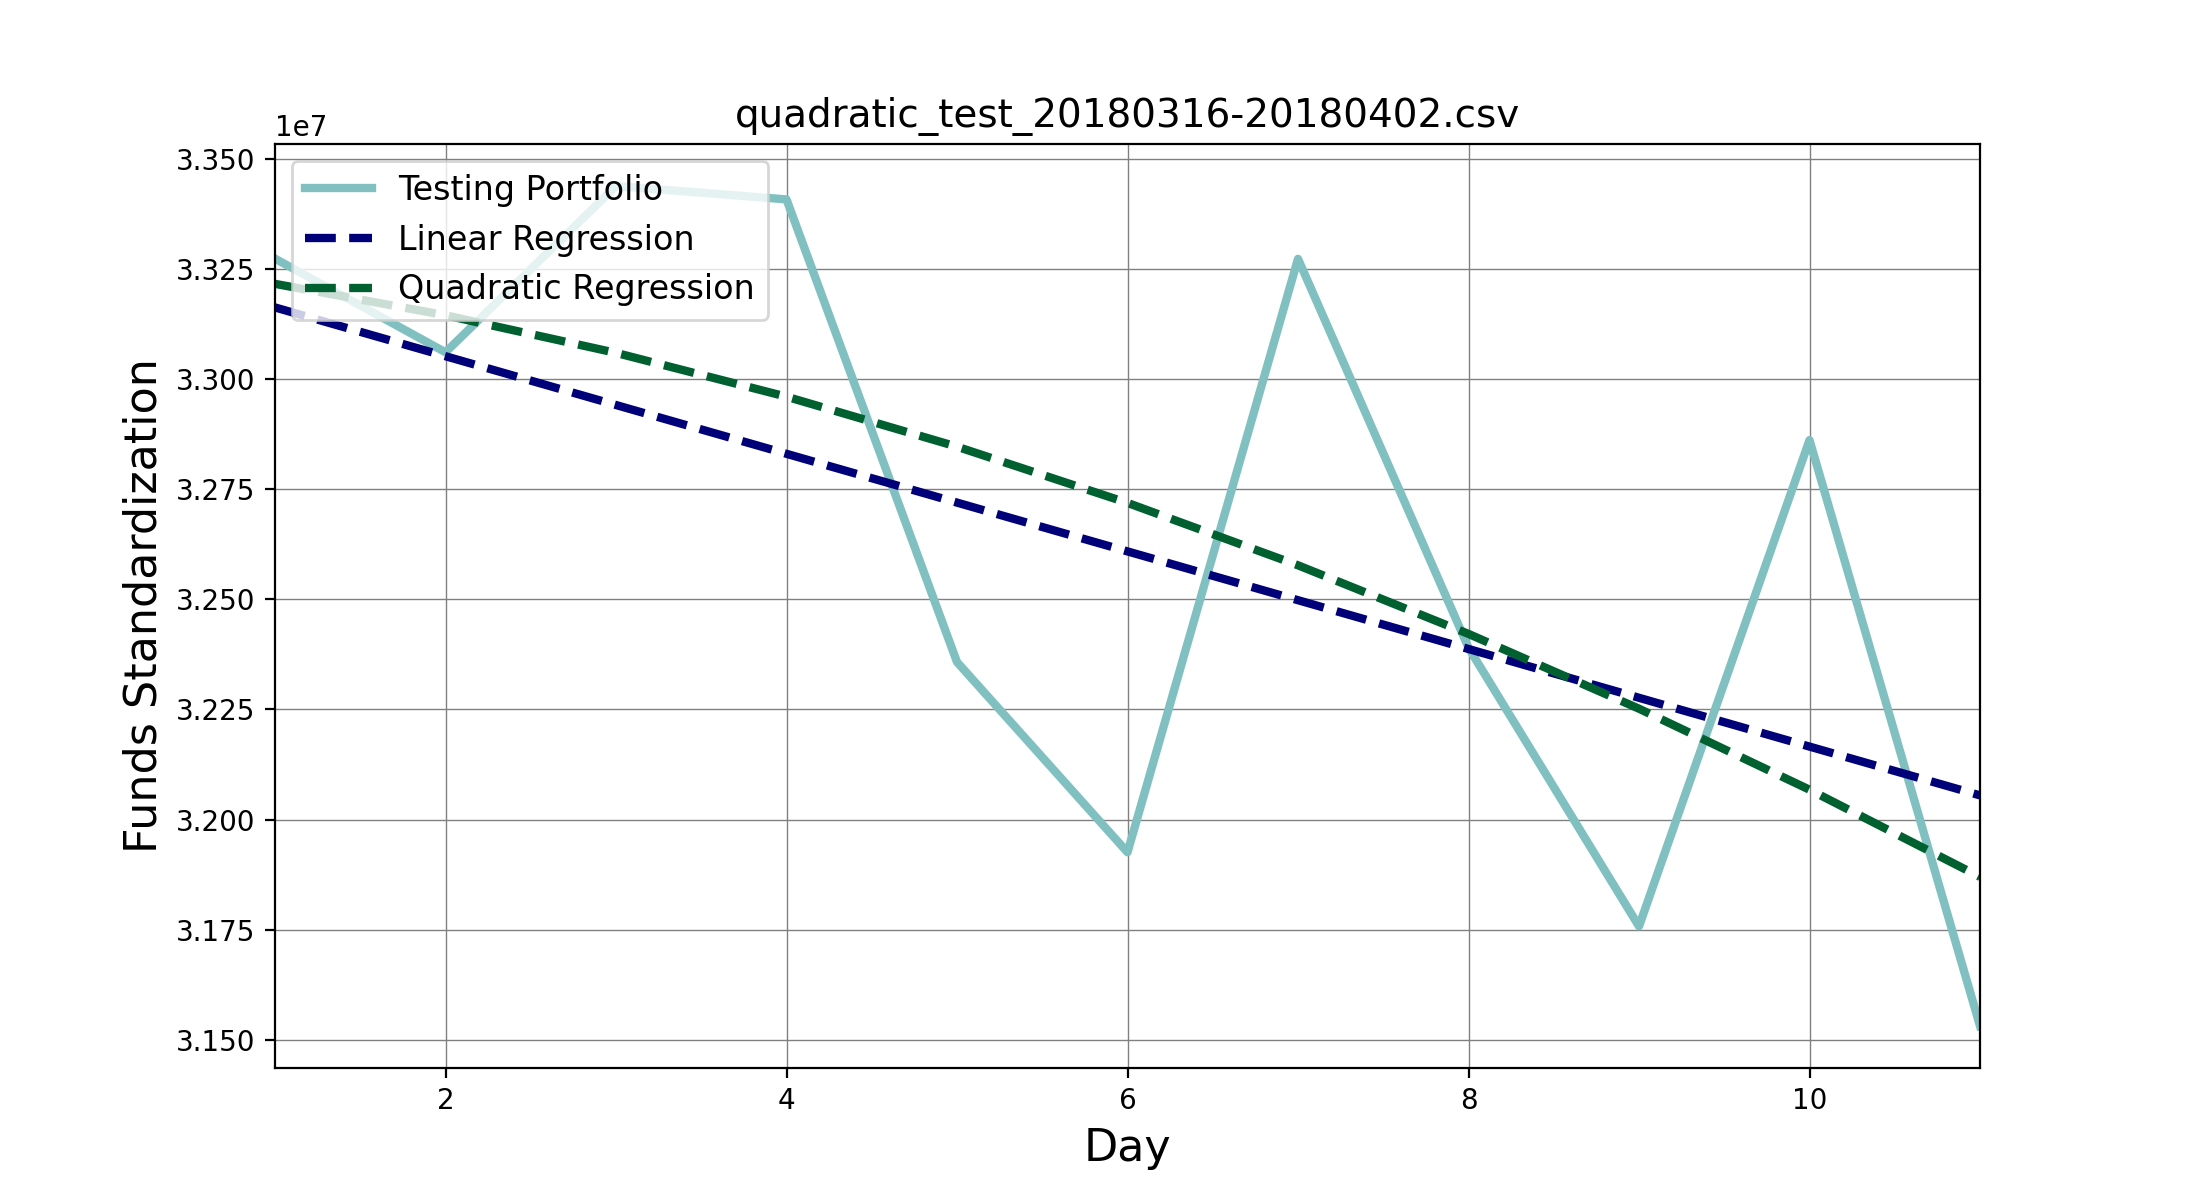 quadratic_test_20180316-20180402.csv
1e7
3.350
3.325
3.300
3.275
3.250
3.225
3.200
3.175
3.150
Funds Standardization
Testing Portfolio
Linear Regression
Quadratic Regression
2 4 6 8 10
Day